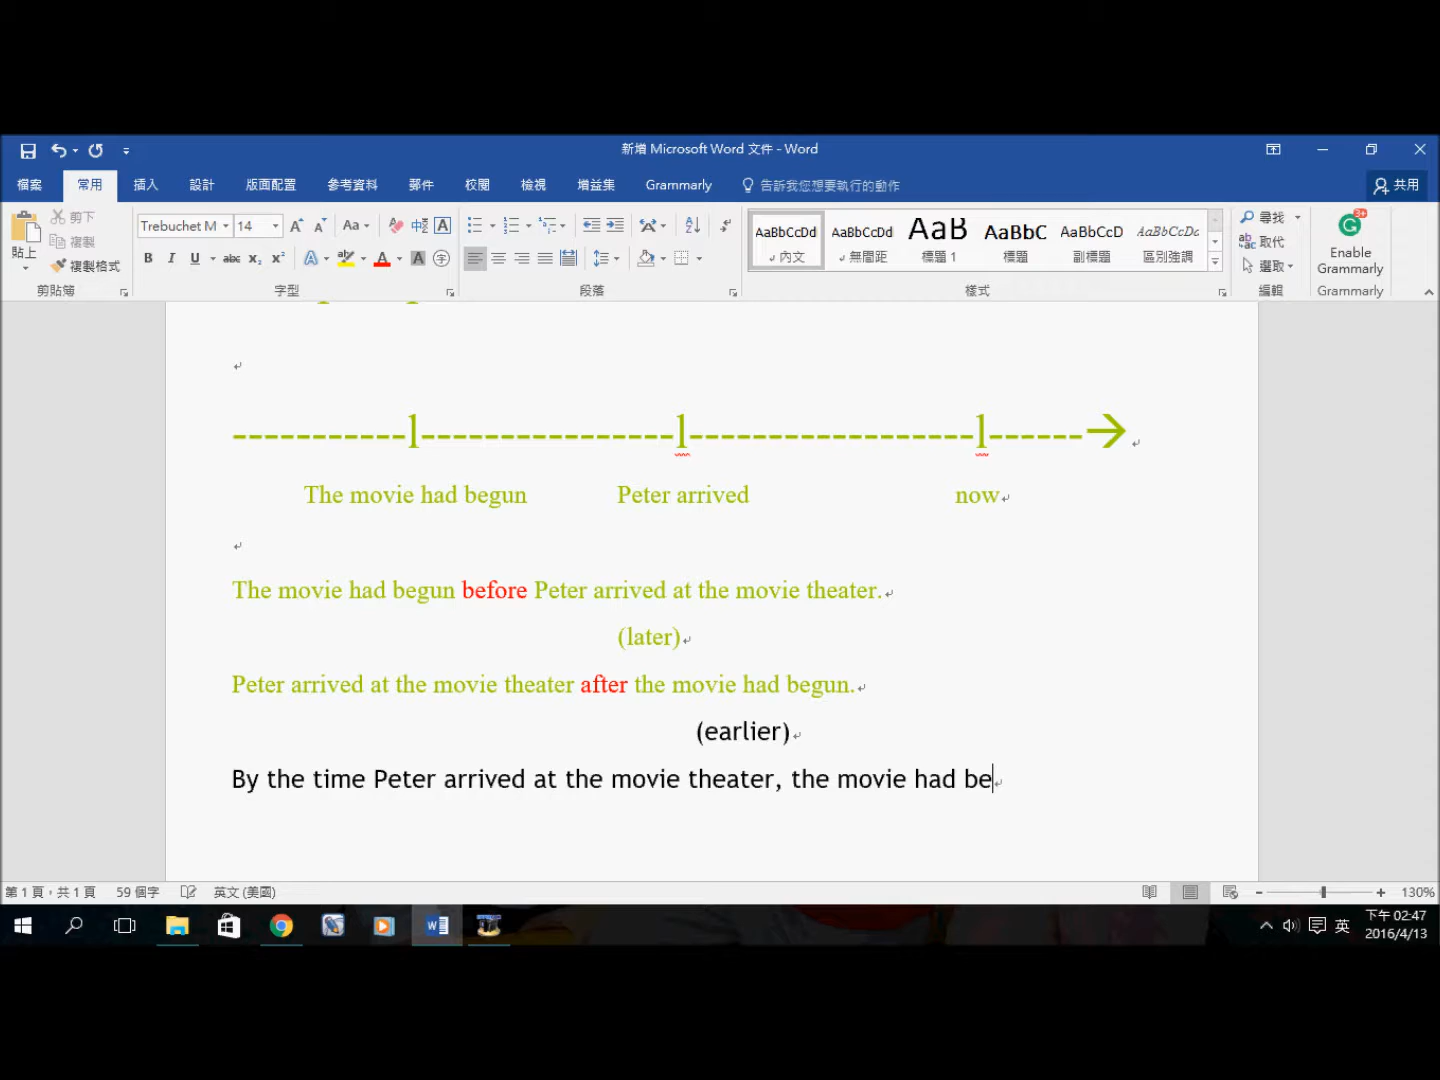 新增 Microsoft Word 文件 - Word
檔案 常用 插入 設計 版面配置 參考資料 郵件 校閱 檢視 增益集 Grammarly 告訴我您想要執行的動作 共用
貼上
剪下
複製
複製格式
剪貼簿
Trebuchet M 14
字型
段落
AaBbCcDd AaBbCcDd AaB AaBbC AaBbCcD AaBbCcDc
內文 無間距 標題 1 標題 副標題 區別強調
樣式
尋找
取代
選取
編輯
3+
Enable
Grammarly
Grammarly
-----------l----------------l------------------l------→
The movie had begun Peter arrived now
The movie had begun before Peter arrived at the movie theater.
(later)
Peter arrived at the movie theater after the movie had begun.
(earlier)
By the time Peter arrived at the movie theater, the movie had be
第 1 頁，共 1 頁 59 個字 英文 (美國) 130%
英
下午 02:47
2016/4/13